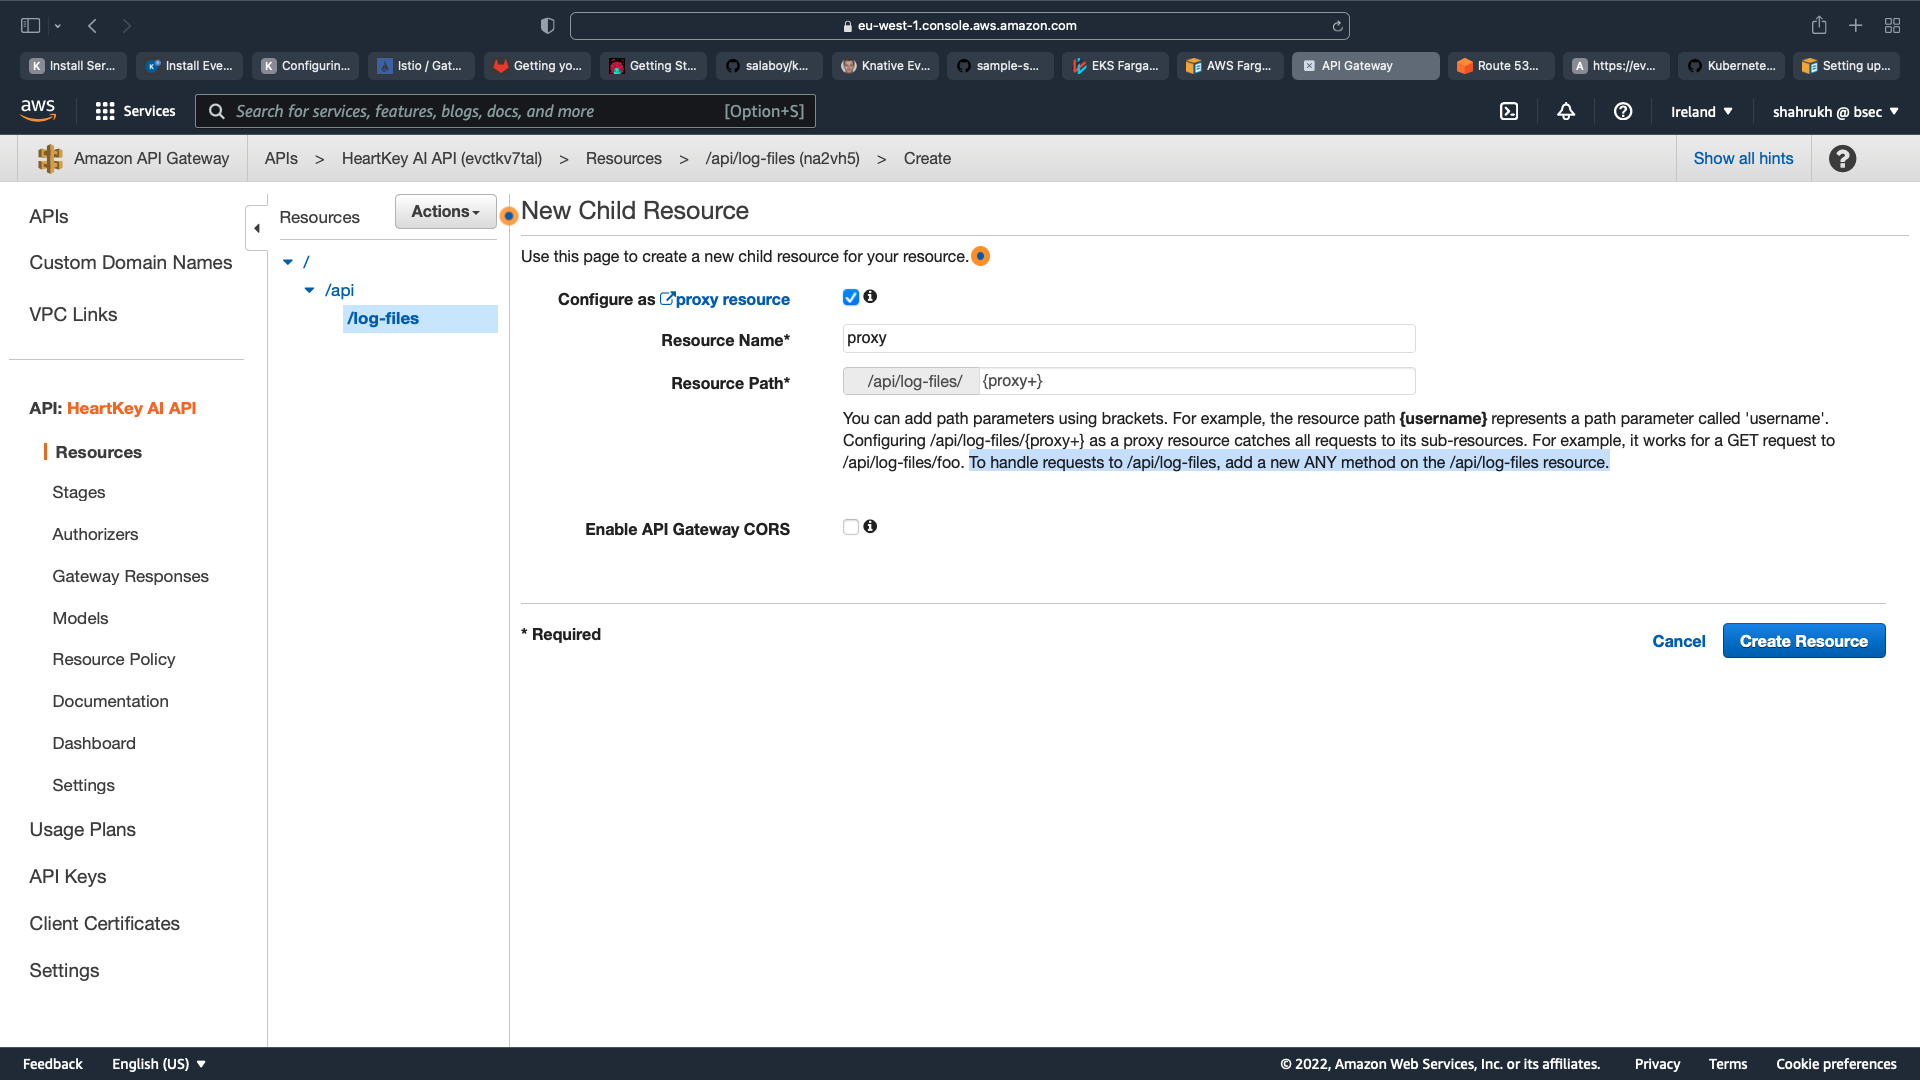 eu-west-1.console.aws.amazon.com
K Install Ser...
Install Eve...
K Configurin...
Istio / Gat...
Getting yo...
Getting St...
salaboy/k...
Knative Ev...
sample-s...
EKS Farga...
AWS Farg...
API Gateway
Route 53...
A https://ev...
Kubernete...
Setting up...
aws
Services
Search for services, features, blogs, docs, and more [Option+S]
Ireland
shahrukh @ bsec
Amazon API Gateway
APIs > HeartKey AI API (evctkv7tal) > Resources > /api/log-files (na2vh5) > Create
Show all hints
APIs
Custom Domain Names
VPC Links
API: HeartKey AI API
Resources
Stages
Authorizers
Gateway Responses
Models
Resource Policy
Documentation
Dashboard
Settings
Usage Plans
API Keys
Client Certificates
Settings
Resources
Actions
/
/api
/log-files
New Child Resource
Use this page to create a new child resource for your resource.
Configure as proxy resource
Resource Name* proxy
Resource Path* /api/log-files/ {proxy+}
You can add path parameters using brackets. For example, the resource path {username} represents a path parameter called 'username'.
Configuring /api/log-files/{proxy+} as a proxy resource catches all requests to its sub-resources. For example, it works for a GET request to
/api/log-files/foo. To handle requests to /api/log-files, add a new ANY method on the /api/log-files resource.
Enable API Gateway CORS
* Required
Cancel
Create Resource
Feedback
English (US)
© 2022, Amazon Web Services, Inc. or its affiliates.
Privacy
Terms
Cookie preferences